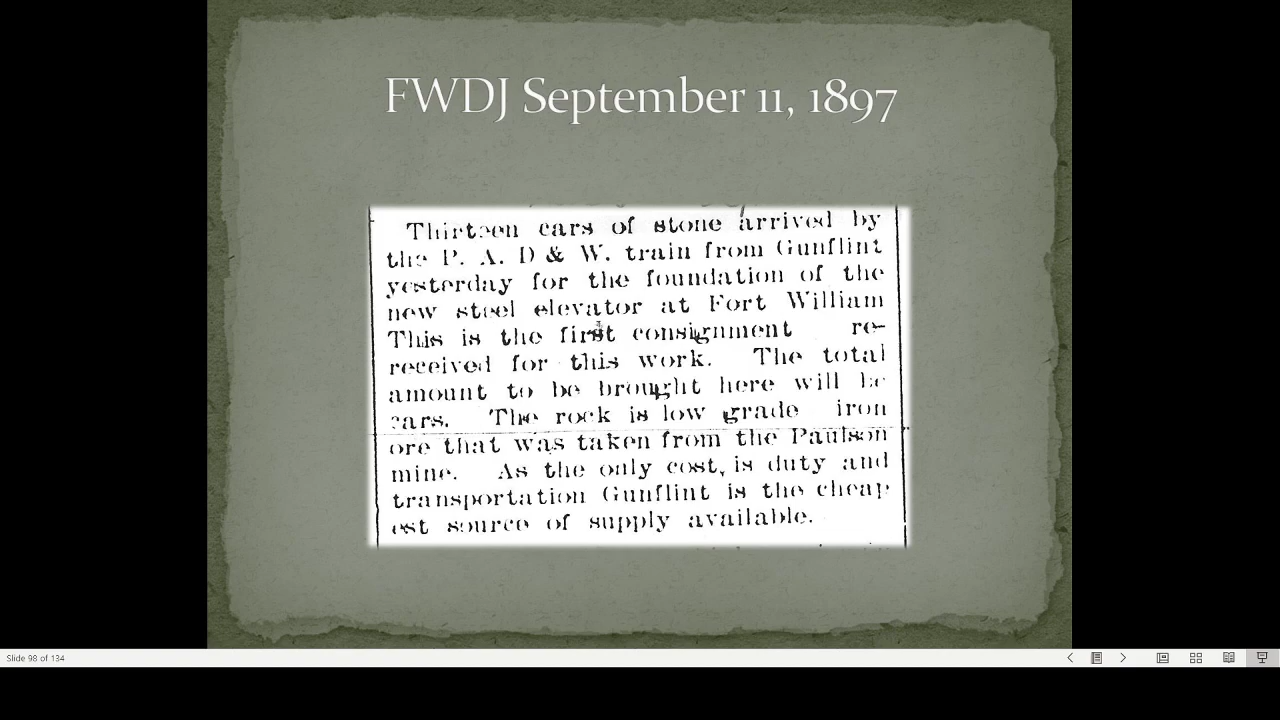 FWDJ September 11, 1897
Thirteen cars of stone arrived by
the P. A. D & W. train from Gunflint
yesterday for the foundation of the
new steel elevator at Fort William
This is the first consignment re-
received for this work. The total
amount to be brought here will be
cars. The rock is low grade iron
ore that was taken from the Paulson
mine. As the only cost, is duty and
transportation Gunflint is the cheap
est source of supply available.
Slide 98 of 134